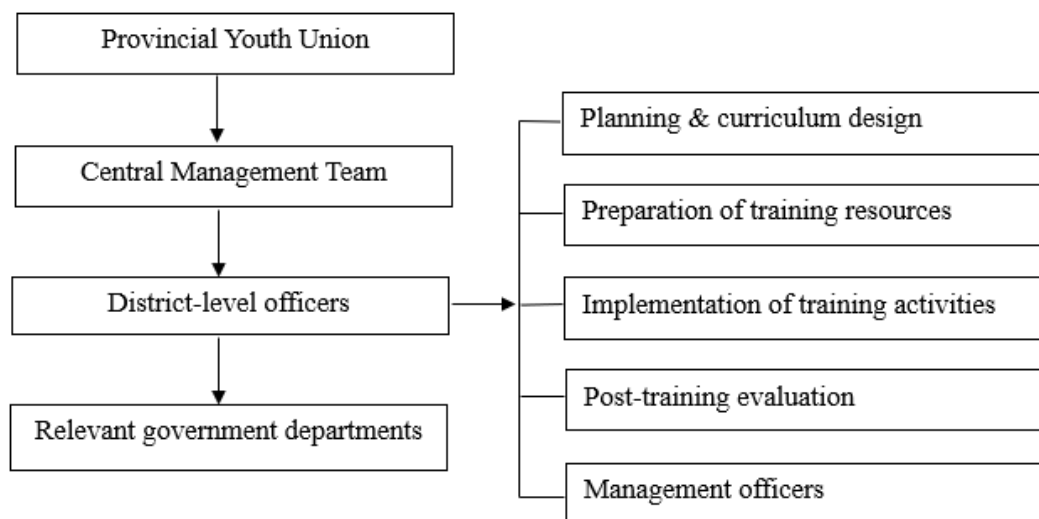 Provincial Youth Union
Central Management Team
District-level officers
Relevant government departments
Planning & curriculum design
Preparation of training resources
Implementation of training activities
Post-training evaluation
Management officers